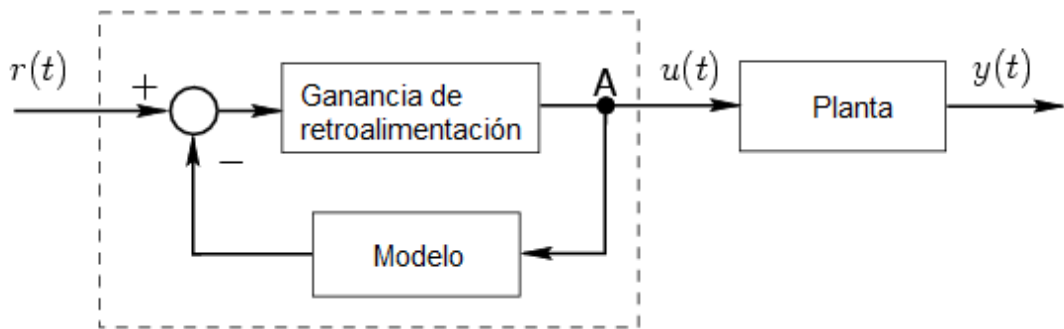 r(t)
+
−
Ganancia de
retroalimentación
A
u(t)
Planta
y(t)
Modelo